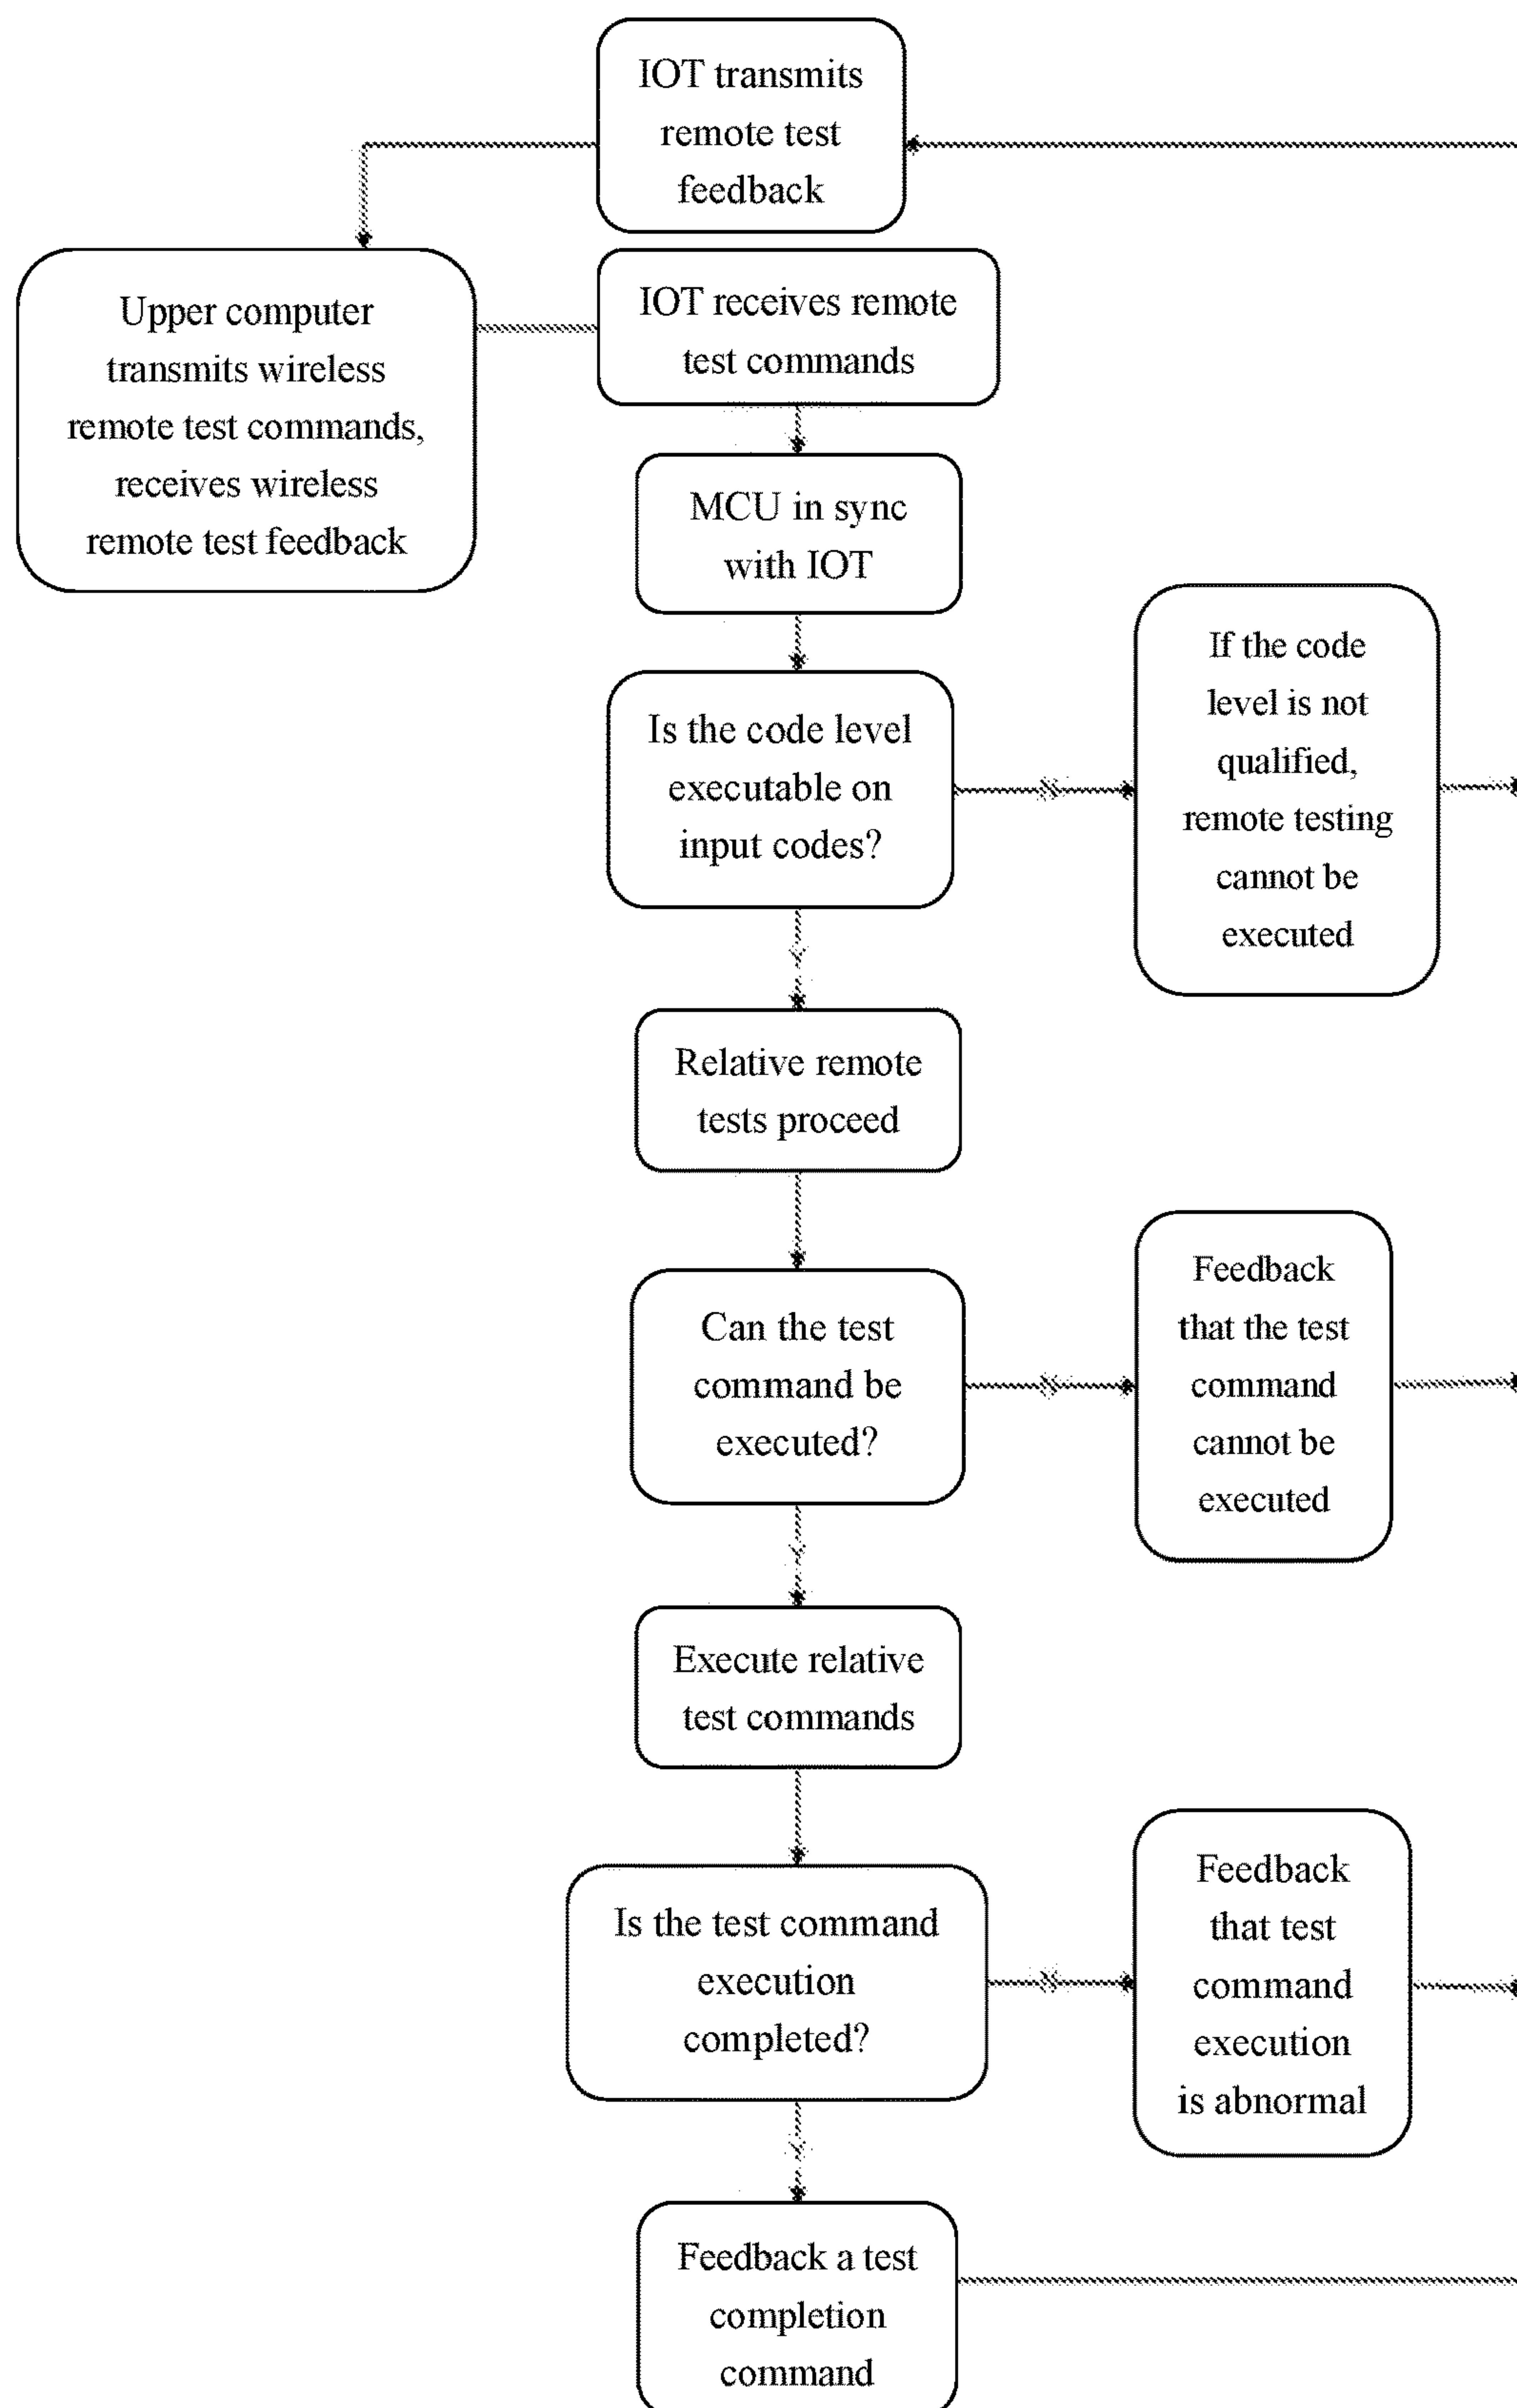 IOT transmits
remote test
feedback
Upper computer
transmits wireless
remote test commands,
receives wireless
remote test feedback
IOT receives remote
test commands
MCU in sync
with IOT
Is the code level
executable on
input codes?
N
If the code
level is not
qualified,
remote testing
cannot be
executed
Y
Relative remote
tests proceed
Can the test
command be
executed?
N
Feedback
that the test
command
cannot be
executed
Y
Execute relative
test commands
Is the test command
execution
completed?
N
Feedback
that test
command
execution
is abnormal
Y
Feedback a test
completion
command